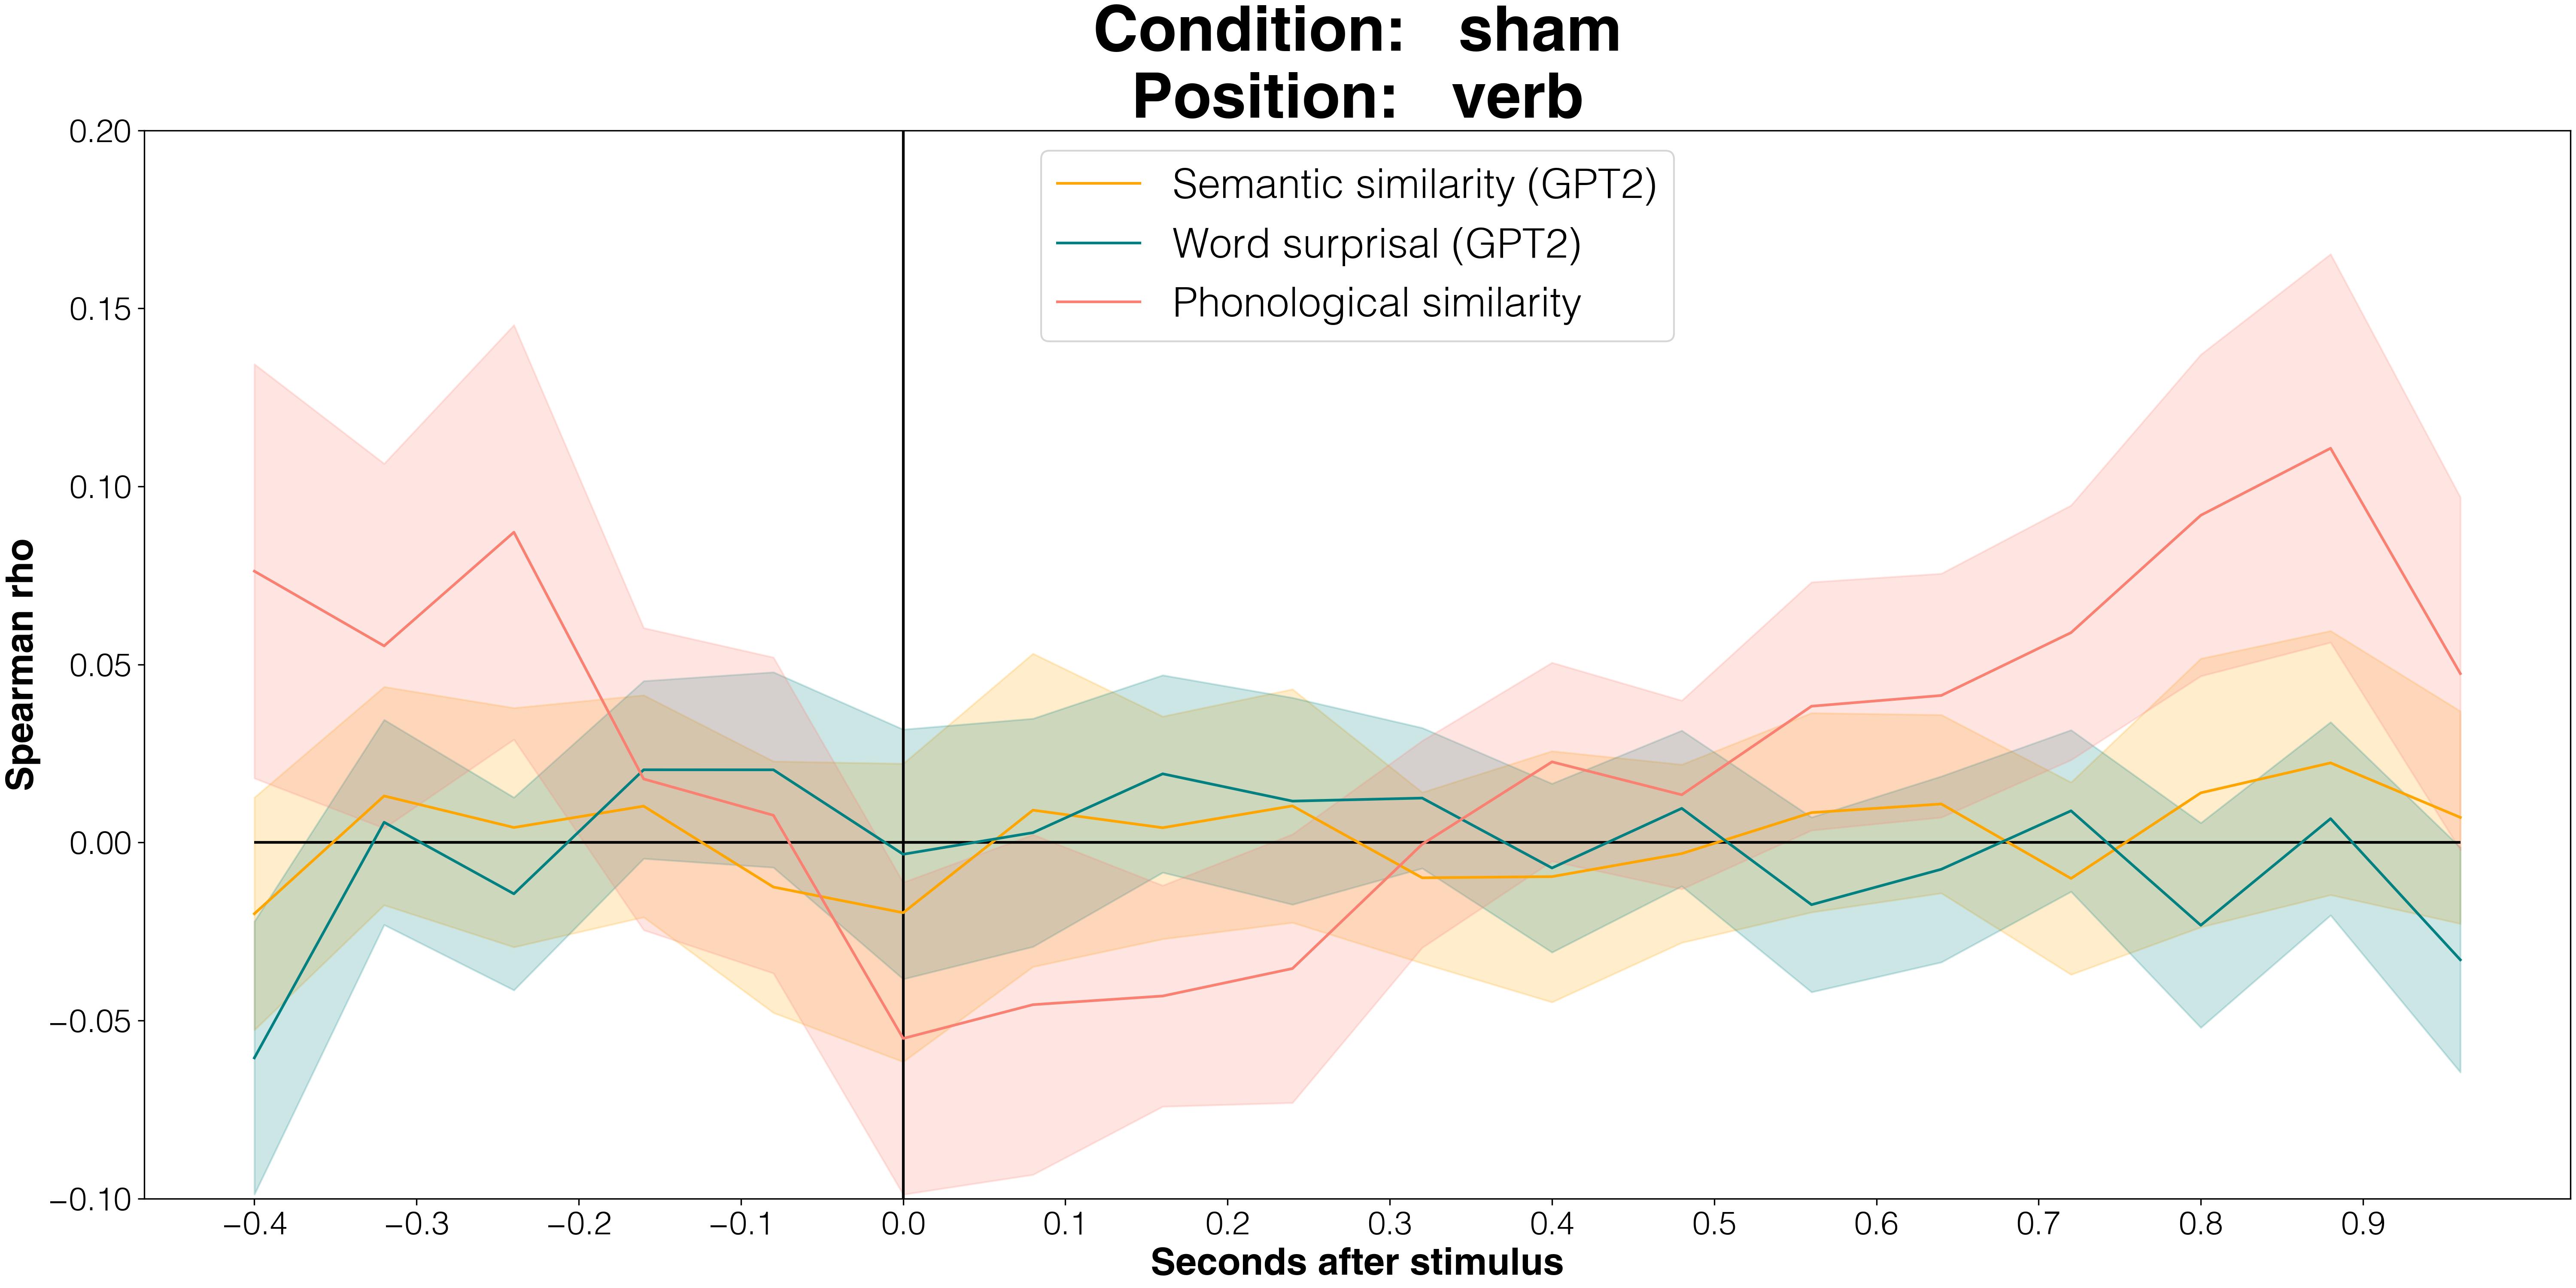 Condition: sham
Position: verb
Semantic similarity (GPT2)
Word surprisal (GPT2)
Phonological similarity
Spearman rho
0.20
0.15
0.10
0.05
0.00
−0.05
−0.10
−0.4 −0.3 −0.2 −0.1 0.0 0.1 0.2 0.3 0.4 0.5 0.6 0.7 0.8 0.9
Seconds after stimulus